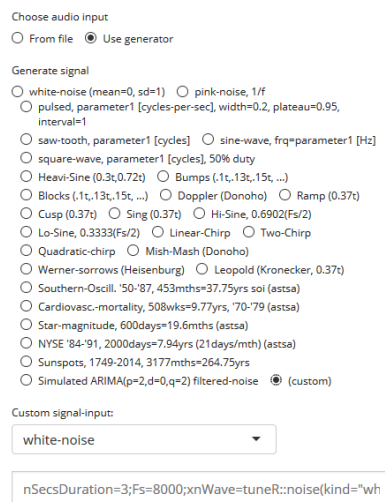 Choose audio input
From file Use generator
Generate signal
white-noise (mean=0, sd=1) pink-noise, 1/f
pulsed, parameter1 [cycles-per-sec], width=0.2, plateau=0.95,
interval=1
saw-tooth, parameter1 [cycles] sine-wave, frq=parameter1 [Hz]
square-wave, parameter1 [cycles], 50% duty
Heavi-Sine (0.3t,0.72t) Bumps (.1t,.13t,.15t, ...)
Blocks (.1t,.13t,.15t, ...) Doppler (Donoho) Ramp (0.37t)
Cusp (0.37t) Sing (0.37t) Hi-Sine, 0.6902(Fs/2)
Lo-Sine, 0.3333(Fs/2) Linear-Chirp Two-Chirp
Quadratic-chirp Mish-Mash (Donoho)
Werner-sorrows (Heisenburg) Leopold (Kronecker, 0.37t)
Southern-Oscill. '50-'87, 453mths=37.75yrs soi (astsa)
Cardiovasc.-mortality, 508wks=9.77yrs, '70-'79 (astsa)
Star-magnitude, 600days=19.6mths (astsa)
NYSE '84-'91, 2000days=7.94yrs (21days/mth) (astsa)
Sunspots, 1749-2014, 3177mths=264.75yrs
Simulated ARIMA(p=2,d=0,q=2) filtered-noise (custom)
Custom signal-input:
white-noise
nSecsDuration=3;Fs=8000;xnWave=tuneR::noise(kind="wh